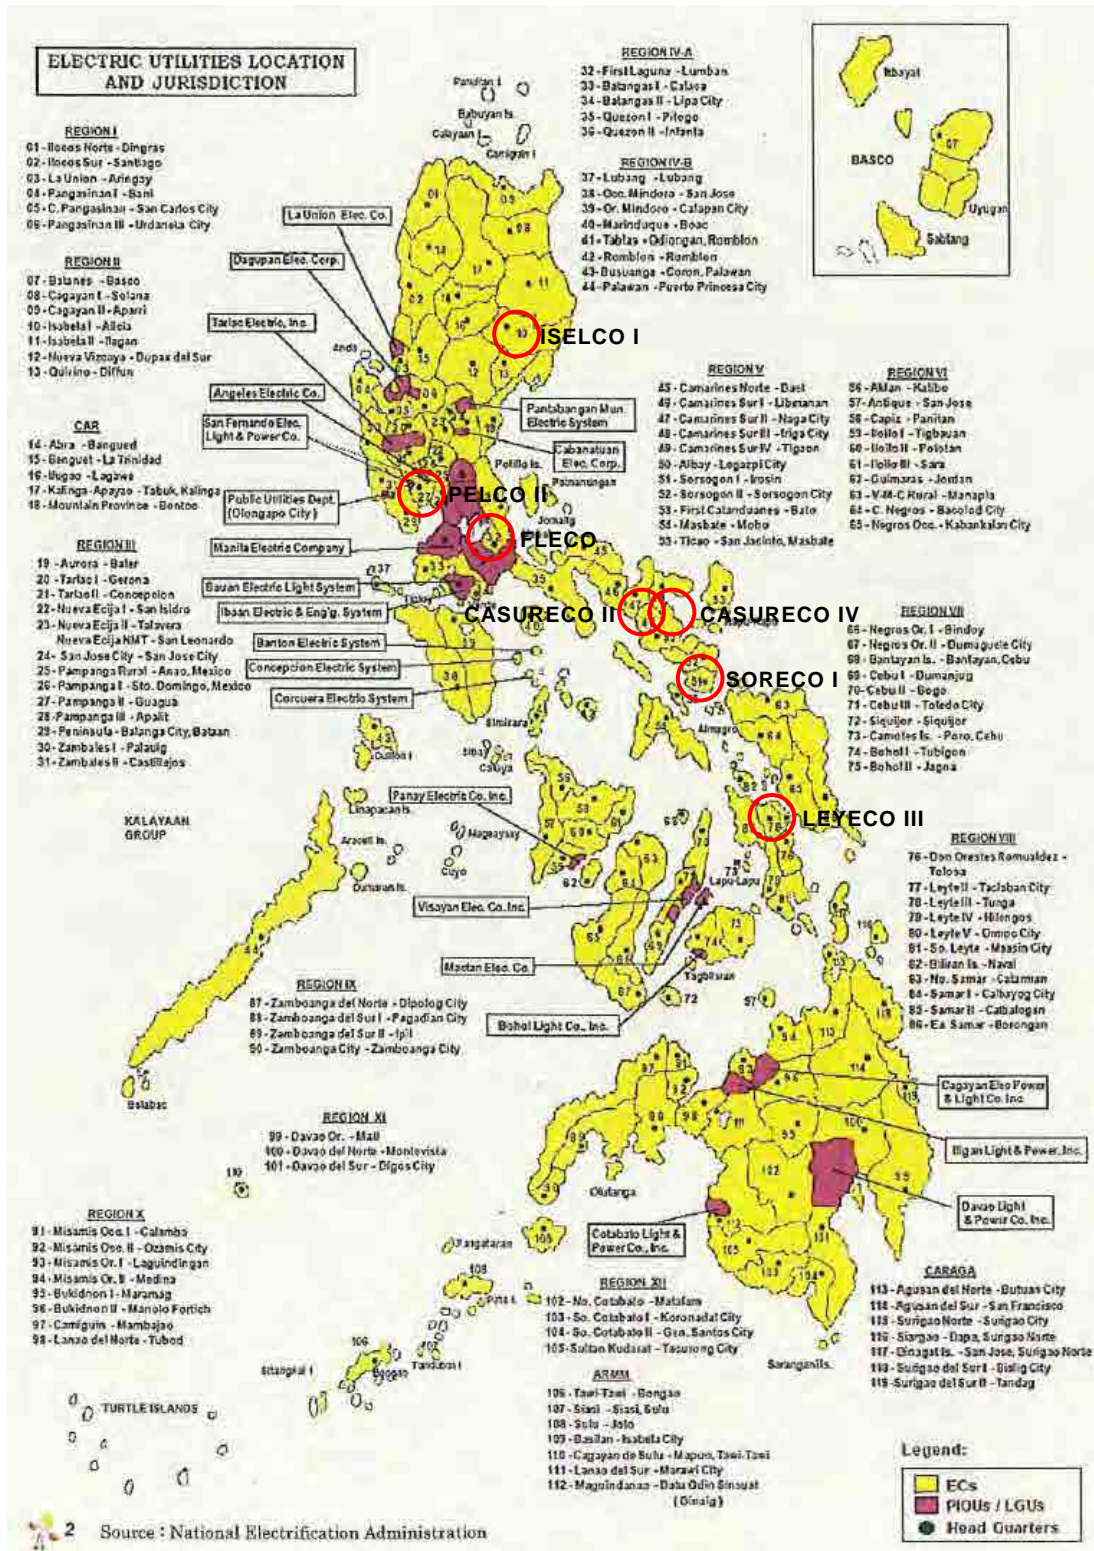 ELECTRIC UTILITIES LOCATION
AND JURISDICTION
REGION I
01 - Ilocos Norte - Dingras
02 - Ilocos Sur - Santiago
03 - La Union - Aringay
04 - Pangasinan I - Bani
05 - C. Pangasinan - San Carlos City
06 - Pangasinan III - Urdaneta City
REGION II
07 - Batanes - Basco
08 - Cagayan I - Solana
09 - Cagayan II - Aparri
10 - Isabela I - Alicia
11 - Isabela II - Ilagan
12 - Nueva Vizcaya - Dupax del Sur
13 - Quirino - Diffun
CAR
14 - Abra - Bangued
15 - Benguet - La Trinidad
16 - Ifugao - Lagawe
17 - Kalinga-Apayao - Tabuk, Kalinga
18 - Mountain Province - Bontoc
REGION III
19 - Aurora - Baler
20 - Tarlac I - Gerona
21 - Tarlac II - Concepcion
22 - Nueva Ecija I - San Isidro
23 - Nueva Ecija II - Talavera
Nueva Ecija NMT - San Leonardo
24 - San Jose City - San Jose City
25 - Pampanga Rural - Anao, Mexico
26 - Pampanga I - Sto. Domingo, Mexico
27 - Pampanga II - Guagua
28 - Pampanga III - Apalit
29 - Peninsula - Balanga City, Bataan
30 - Zambales I - Palauig
31 - Zambales II - Castillejos
REGION IV-A
32 - First Laguna - Lumban
33 - Batangas I - Calaca
34 - Batangas II - Lipa City
35 - Quezon I - Pitogo
36 - Quezon II - Infanta
REGION IV-B
37 - Lubang - Lubang
38 - Occ. Mindoro - San Jose
39 - Or. Mindoro - Calapan City
40 - Marinduque - Boac
41 - Tablas - Odiongan, Romblon
42 - Romblon - Romblon
43 - Busuanga - Coron, Palawan
44 - Palawan - Puerto Princesa City
REGION V
45 - Camarines Norte - Daet
46 - Camarines Sur I - Libmanan
47 - Camarines Sur II - Naga City
48 - Camarines Sur III - Iriga City
49 - Camarines Sur IV - Tigaon
50 - Albay - Legazpi City
51 - Sorsogon I - Irosin
52 - Sorsogon II - Sorsogon City
53 - First Catanduanes - Bato
54 - Masbate - Mobo
55 - Ticao - San Jacinto, Masbate
REGION VI
56 - Aklan - Kalibo
57 - Antique - San Jose
58 - Capiz - Panitan
59 - Iloilo I - Tigbauan
60 - Iloilo II - Pototan
61 - Iloilo III - Sara
62 - Guimaras - Jordan
63 - V-M-C Rural - Manapla
64 - C. Negros - Bacolod City
65 - Negros Occ. - Kabankalan City
REGION VII
66 - Negros Or. I - Bindoy
67 - Negros Or. II - Dumaguete City
68 - Bantayan Is. - Bantayan, Cebu
69 - Cebu I - Dumanjug
70 - Cebu II - Bogo
71 - Cebu III - Toledo City
72 - Siquijor - Siquijor
73 - Camotes Is. - Poro, Cebu
74 - Bohol I - Tubigon
75 - Bohol II - Jagna
REGION VIII
76 - Don Orestes Romualdez -
Tolosa
77 - Leyte II - Tacloban City
78 - Leyte III - Tunga
79 - Leyte IV - Hilongos
80 - Leyte V - Ormoc City
81 - So. Leyte - Maasin City
82 - Biliran Is. - Naval
83 - No. Samar - Catarman
84 - Samar I - Calbayog City
85 - Samar II - Catbalogan
86 - Ea. Samar - Borongan
REGION IX
87 - Zamboanga del Norte - Dipolog City
88 - Zamboanga del Sur I - Pagadian City
89 - Zamboanga del Sur II - Ipil
90 - Zamboanga City - Zamboanga City
REGION XI
99 - Davao Or. - Mati
100 - Davao del Norte - Montevista
101 - Davao del Sur - Digos City
REGION X
91 - Misamis Occ. I - Calamba
92 - Misamis Occ. II - Ozamis City
93 - Misamis Or. I - Laguindingan
94 - Misamis Or. II - Medina
95 - Bukidnon I - Maramag
96 - Bukidnon II - Manolo Fortich
97 - Camiguin - Mambajao
98 - Lanao del Norte - Tubod
REGION XII
102 - No. Cotabato - Matalam
103 - So. Cotabato I - Koronadal City
104 - So. Cotabato II - Gen. Santos City
105 - Sultan Kudarat - Tacurong City
ARMM
106 - Tawi-Tawi - Bongao
107 - Siasi - Siasi, Sulu
108 - Sulu - Jolo
109 - Basilan - Isabela City
110 - Cagayan de Sulu - Mapun, Tawi-Tawi
111 - Lanao del Sur - Marawi City
112 - Maguindanao - Datu Odin Sinsuat
(Dinaig)
CARAGA
113 - Agusan del Norte - Butuan City
114 - Agusan del Sur - San Francisco
115 - Surigao Norte - Surigao City
116 - Siargao - Dapa, Surigao Norte
117 - Dinagat Is. - San Jose, Surigao Norte
118 - Surigao del Sur I - Bislig City
119 - Surigao del Sur II - Tandag
Itbayat
BASCO
07
Uyugan
Sabtang
Babuyan Is.
La Union Elec. Co.
Dagupan Elec. Corp.
Tarlac Electric, Inc.
Anda
Angeles Electric Co.
San Fernando Elec.
Light & Power Co.
Public Utilities Dept.
(Olongapo City)
Manila Electric Company
Bauan Electric Light System
Ibaan Electric & Eng'g. System
Banton Electric System
Concepcion Electric System
Corcuera Electric System
Pantabangan Mun.
Electric System
Cabanatuan
Elec. Corp.
Polillo Is.
Patnanungan
Jomalig
ISELCO I
PELCO II
FLECO
CASURECO II
CASURECO IV
SORECO I
LEYECO III
Rapu-Rapu
Almagro
Semirara
Sibay
Caluya
Culion I
Linapacan Is.
KALAYAAN
GROUP
Araceli Is.
Dumaran Is.
Magsaysay
Cuyo
Panay Electric Co. Inc.
Visayan Elec. Co. Inc.
Mactan Elec. Co.
Bohol Light Co., Inc.
Lapu-Lapu
Tagbilaran
Balabac
Cagayan Elec Power
& Light Co. Inc
Iligan Light & Power, Inc.
Davao Light
& Power Co. Inc.
Cotabato Light &
Power Co., Inc.
Olutanga
Pangutaran
Pata I.
Sitangkai I
Bongao
Tandubas I
Sarangani Is.
TURTLE ISLANDS
Legend:
ECs
PIOUs / LGUs
Head Quarters
2 Source : National Electrification Administration